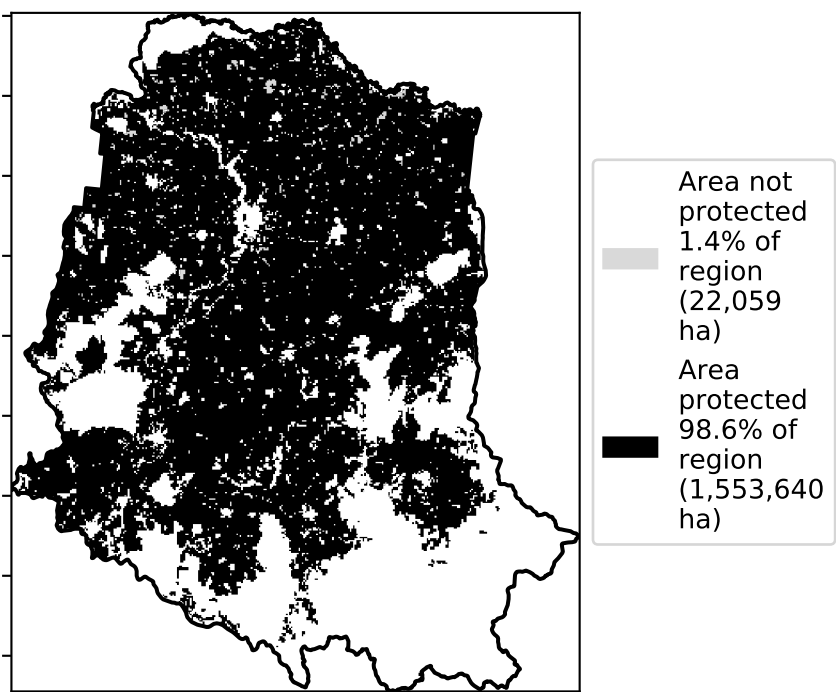 Area not
protected
1.4% of
region
(22,059
ha)
Area
protected
98.6% of
region
(1,553,640
ha)